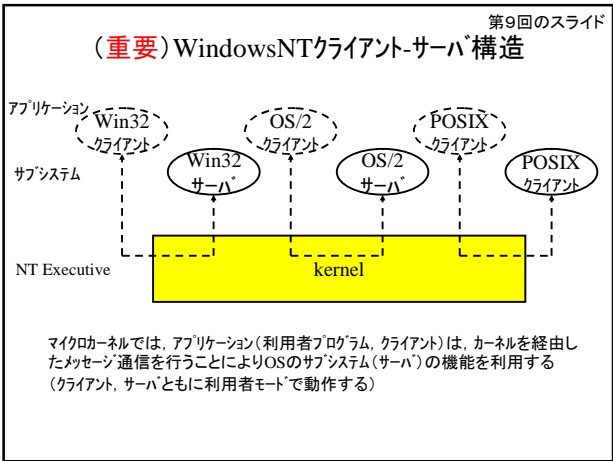 第9回のスライド
(重要)WindowsNTクライアント-サーバ構造
アプリケーション
Win32
クライアント
OS/2
クライアント
POSIX
クライアント
サブシステム
Win32
サーバ
OS/2
サーバ
POSIX
クライアント
NT Executive
kernel
マイクロカーネルでは, アプリケーション(利用者プログラム, クライアント)は, カーネルを経由し
たメッセージ通信を行うことによりOSのサブシステム(サーバ)の機能を利用する
(クライアント, サーバともに利用者モードで動作する)